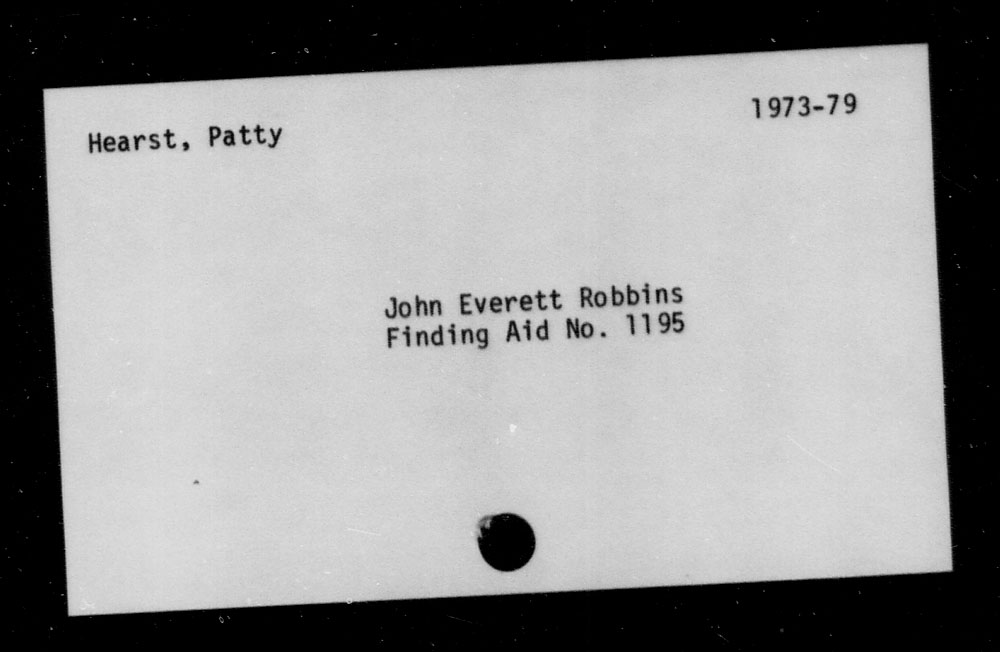 Hearst, Patty
1973-79
John Everett Robbins
Finding Aid No. 1195